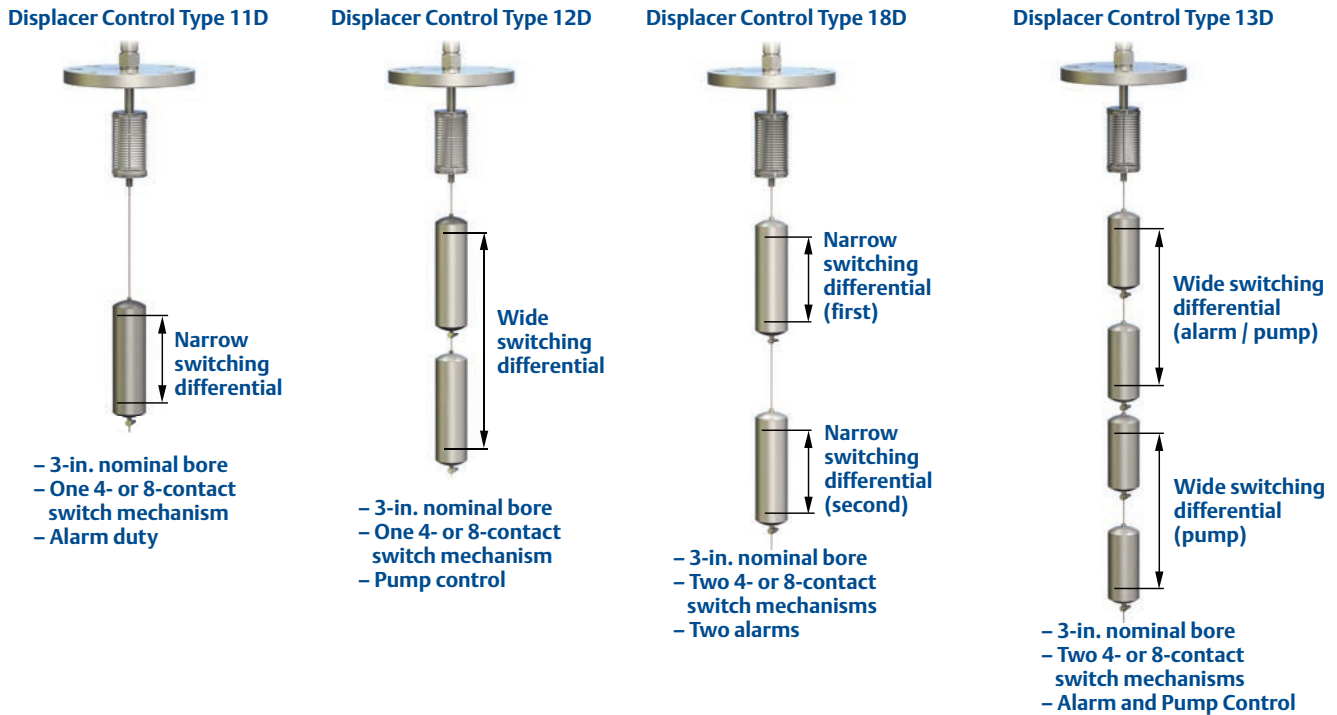 Displacer Control Type 11D
Displacer Control Type 12D
Displacer Control Type 18D
Displacer Control Type 13D
Narrow
switching
differential
– 3-in. nominal bore
– One 4- or 8-contact
switch mechanism
– Alarm duty
Wide
switching
differential
– 3-in. nominal bore
– One 4- or 8-contact
switch mechanism
– Pump control
Narrow
switching
differential
(first)
Narrow
switching
differential
(second)
– 3-in. nominal bore
– Two 4- or 8-contact
switch mechanisms
– Two alarms
Wide switching
differential
(alarm / pump)
Wide switching
differential
(pump)
– 3-in. nominal bore
– Two 4- or 8-contact
switch mechanisms
– Alarm and Pump Control